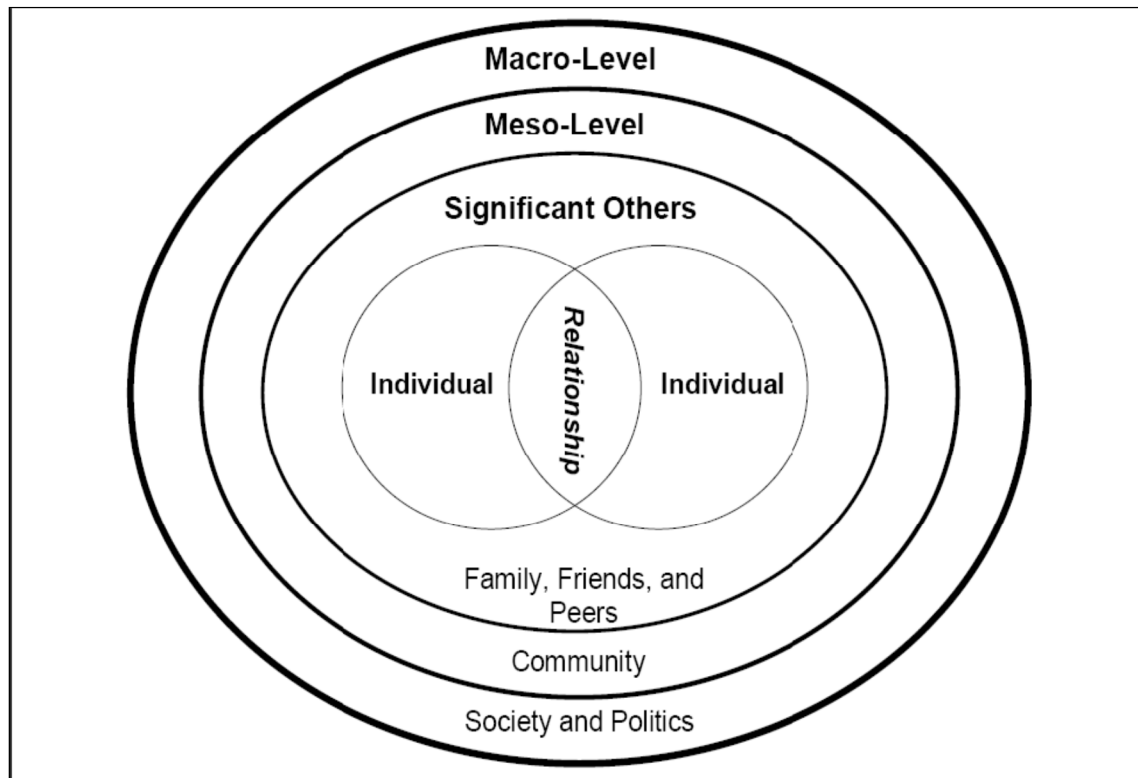 Macro-Level
Meso-Level
Significant Others
Individual
Relationship
Individual
Family, Friends, and
Peers
Community
Society and Politics